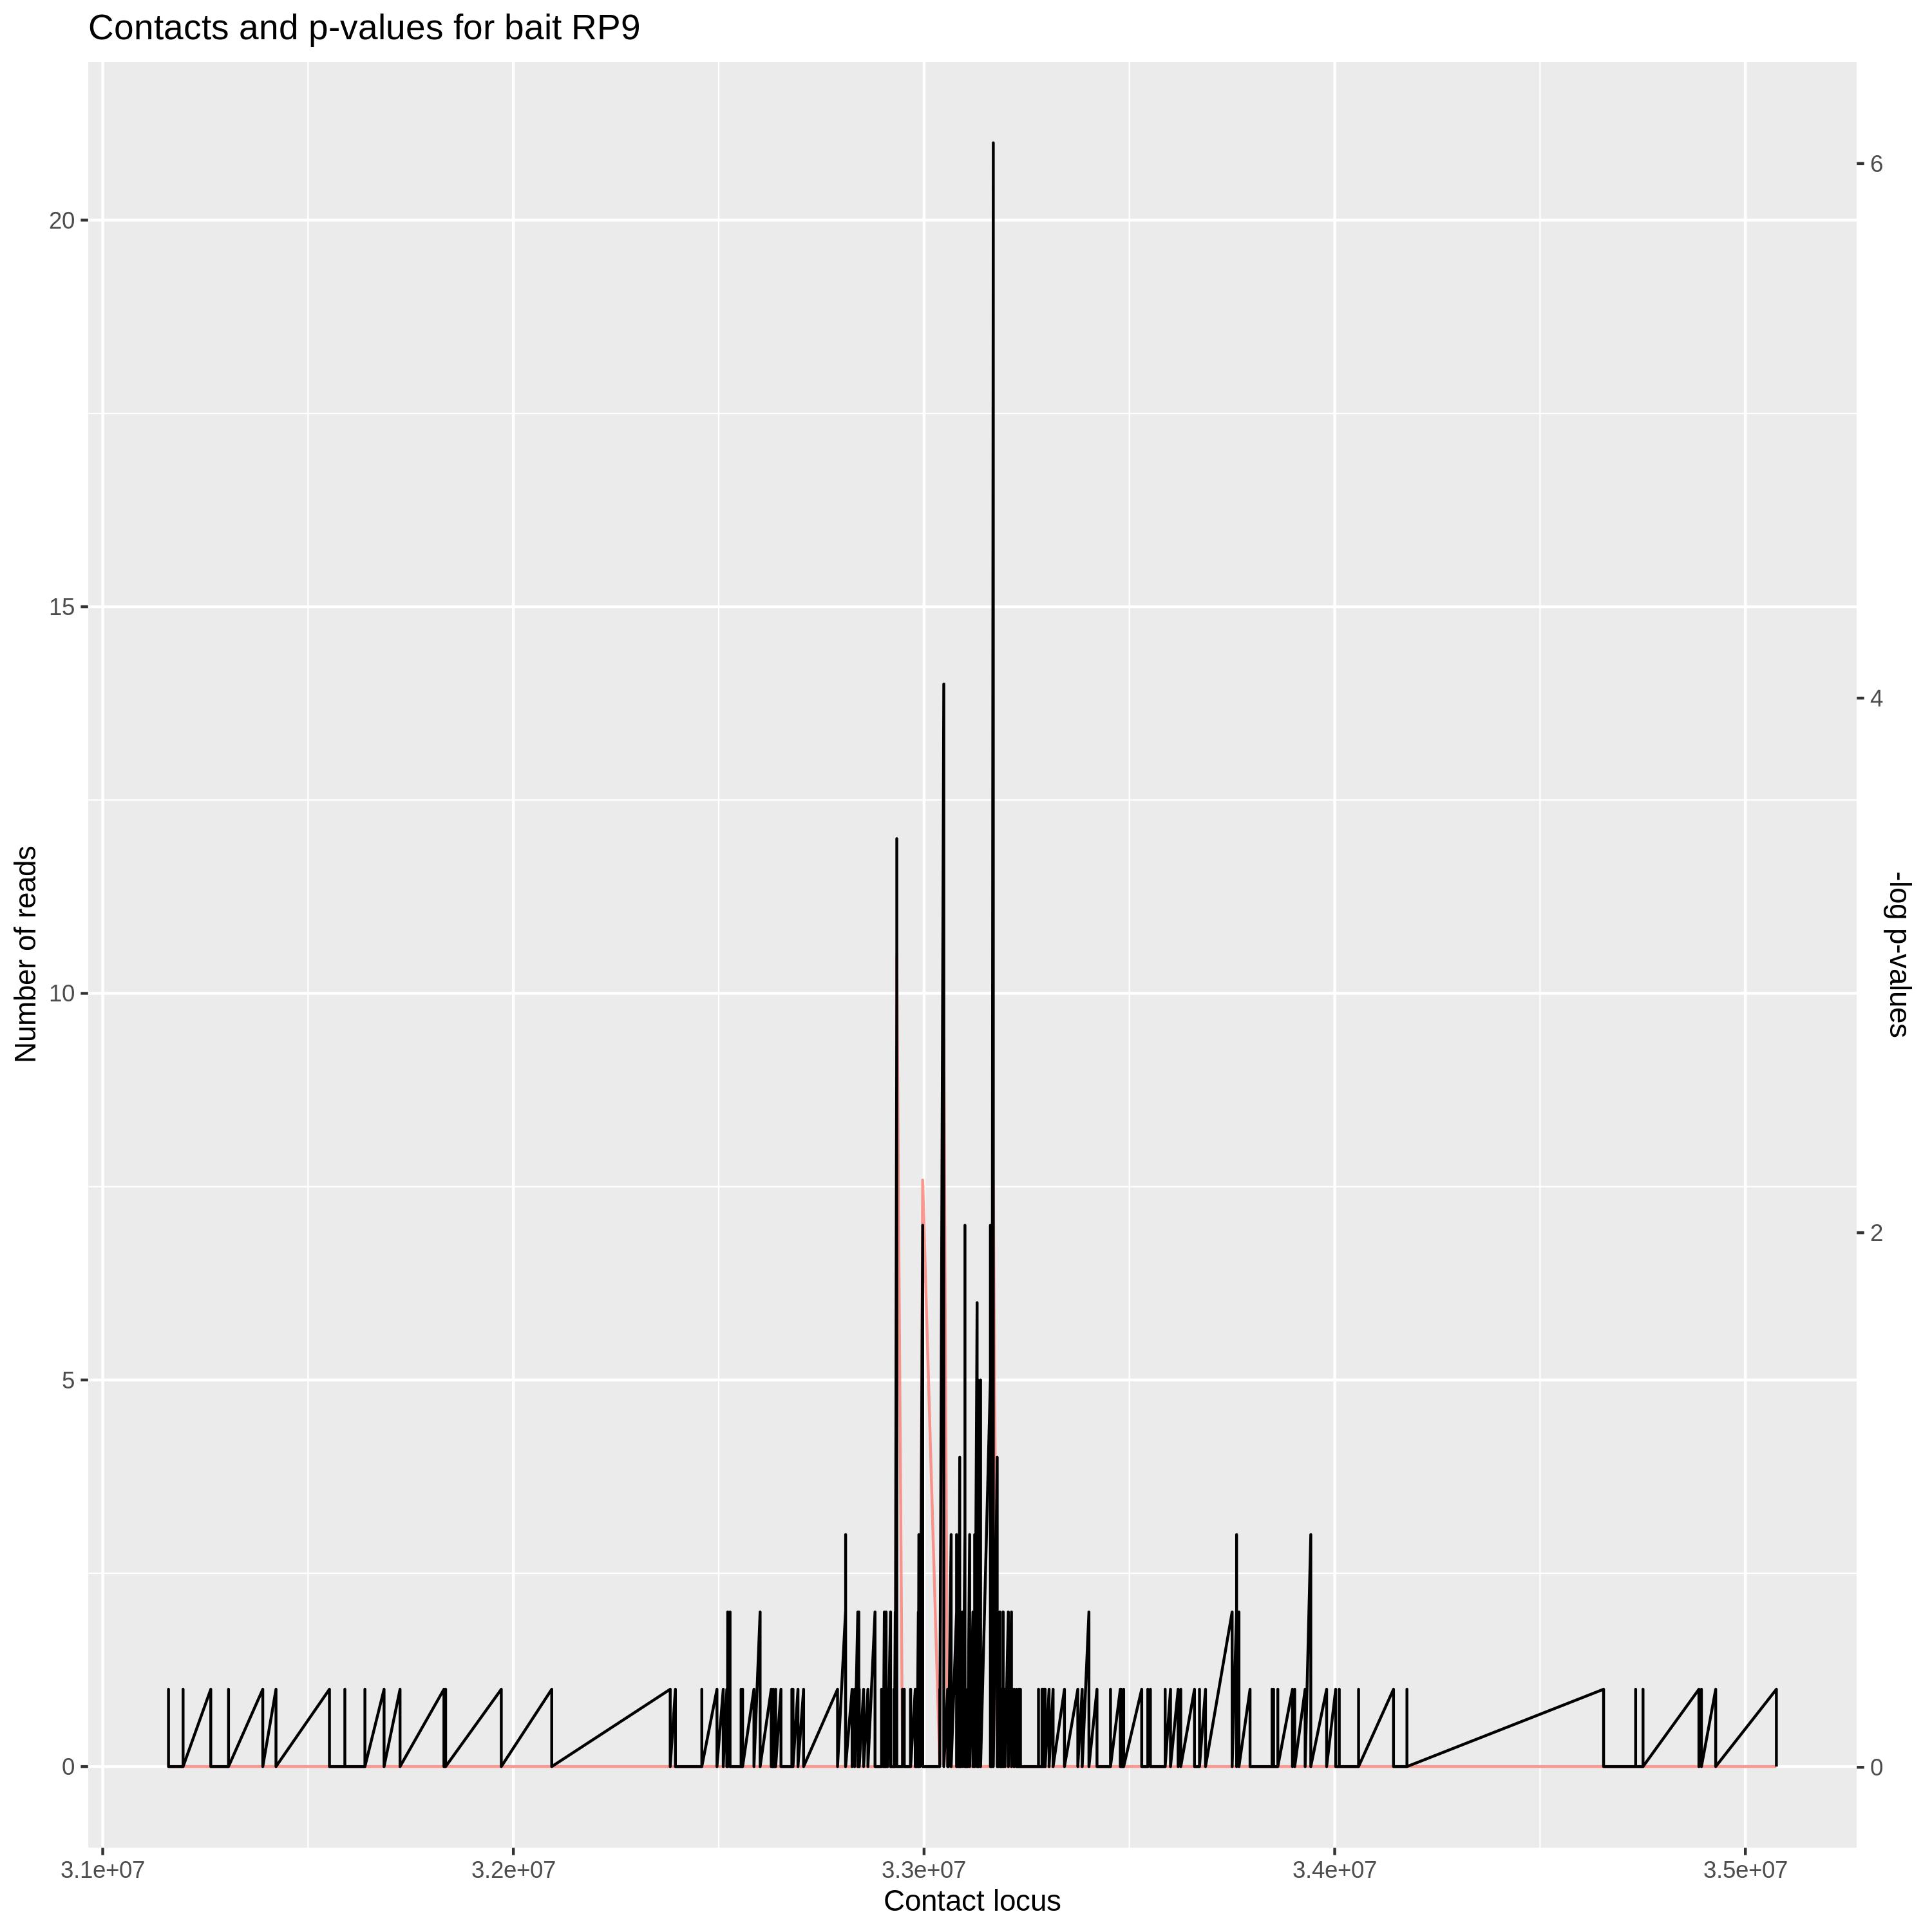 Contacts and p-values for bait RP9
20
15
10
5
0
6
4
2
0
Number of reads
-log p-values
3.1e+07
3.2e+07
3.3e+07
3.4e+07
3.5e+07
Contact locus